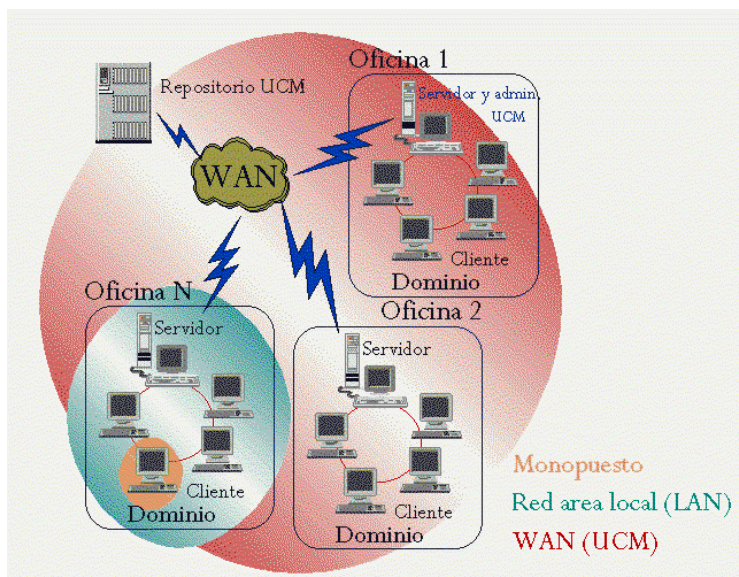 Oficina 1
Repositorio UCM
Servidor y admin.
UCM
WAN
Cliente
Dominio
Oficina N
Oficina 2
Servidor
Servidor
Cliente
Dominio
Cliente
Dominio
Monopuesto
Red area local (LAN)
WAN (UCM)